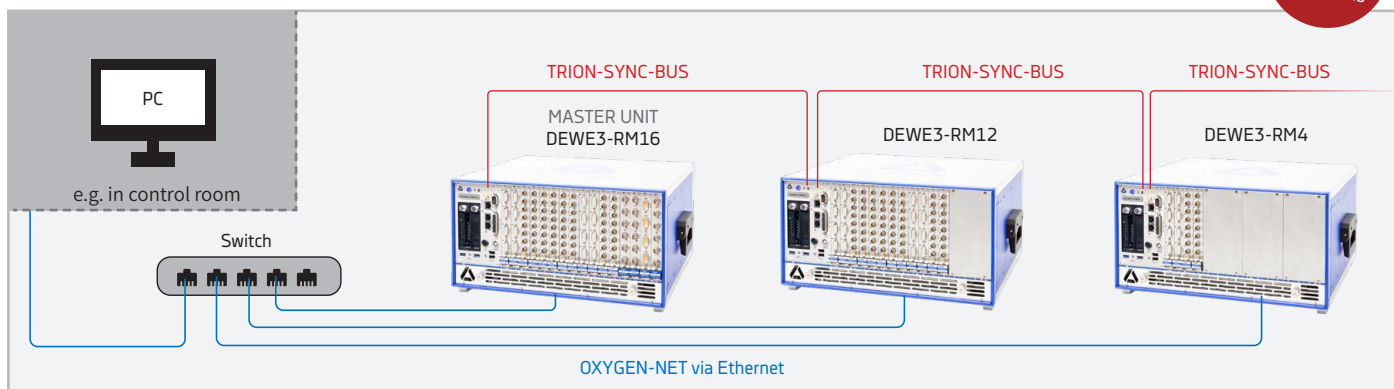 PC
e.g. in control room
Switch
TRION-SYNC-BUS
TRION-SYNC-BUS
TRION-SYNC-BUS
MASTER UNIT
DEWE3-RM16
DEWE3-RM12
DEWE3-RM4
OXYGEN-NET via Ethernet